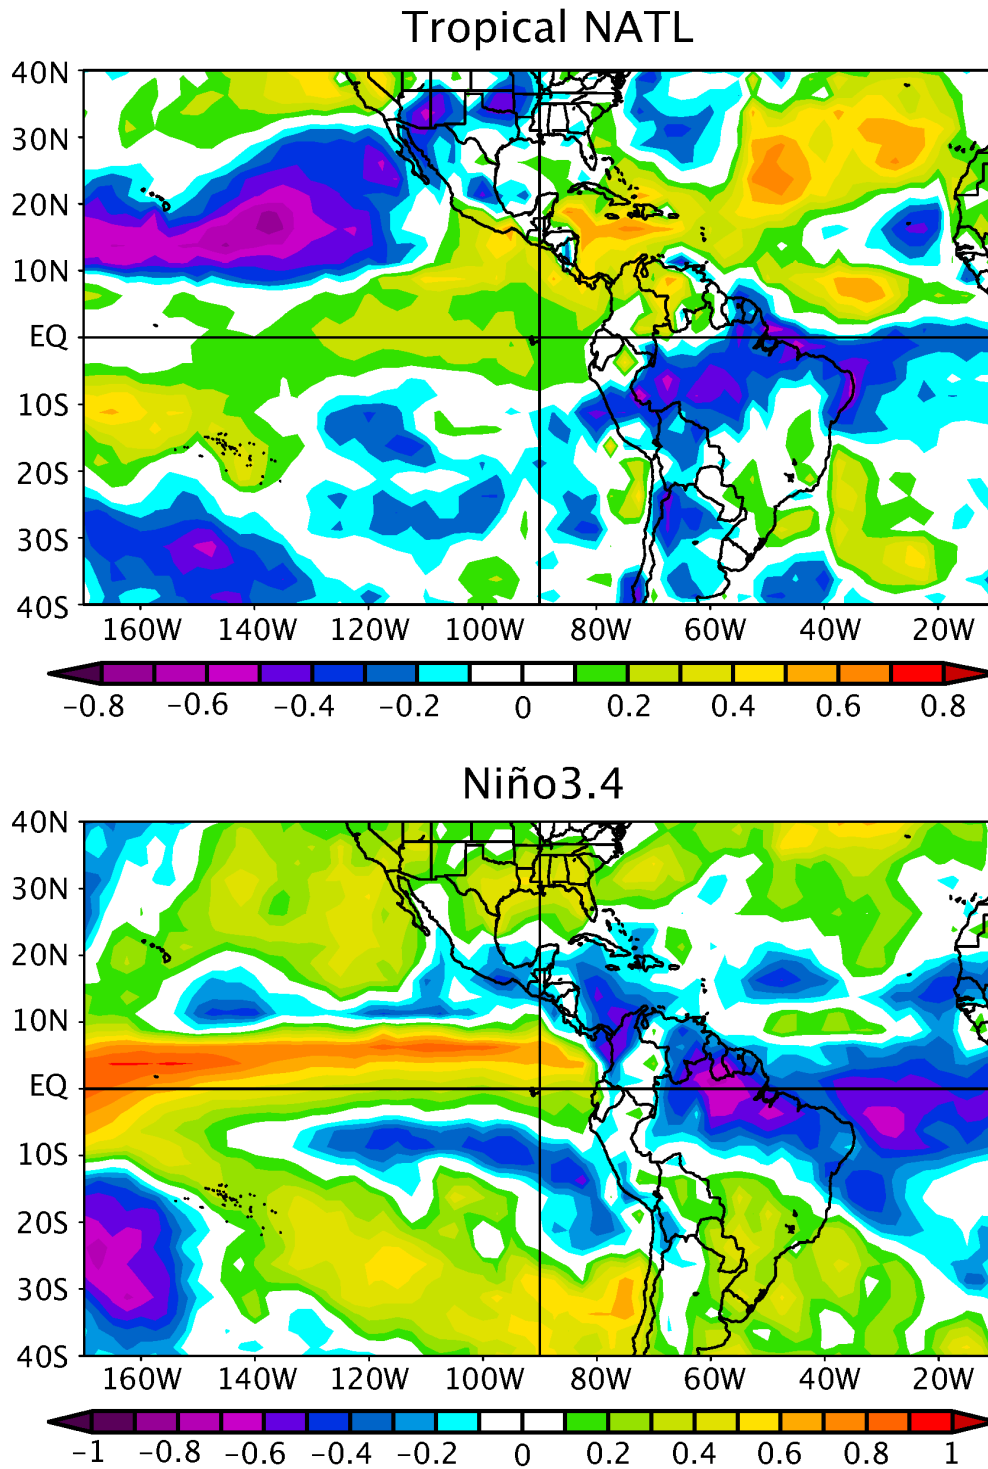 Tropical NATL
40N
30N
20N
10N
EQ
10S
20S
30S
40S
160W 140W 120W 100W 80W 60W 40W 20W
−0.8 −0.6 −0.4 −0.2 0 0.2 0.4 0.6 0.8
Niño3.4
40N
30N
20N
10N
EQ
10S
20S
30S
40S
160W 140W 120W 100W 80W 60W 40W 20W
−1 −0.8 −0.6 −0.4 −0.2 0 0.2 0.4 0.6 0.8 1